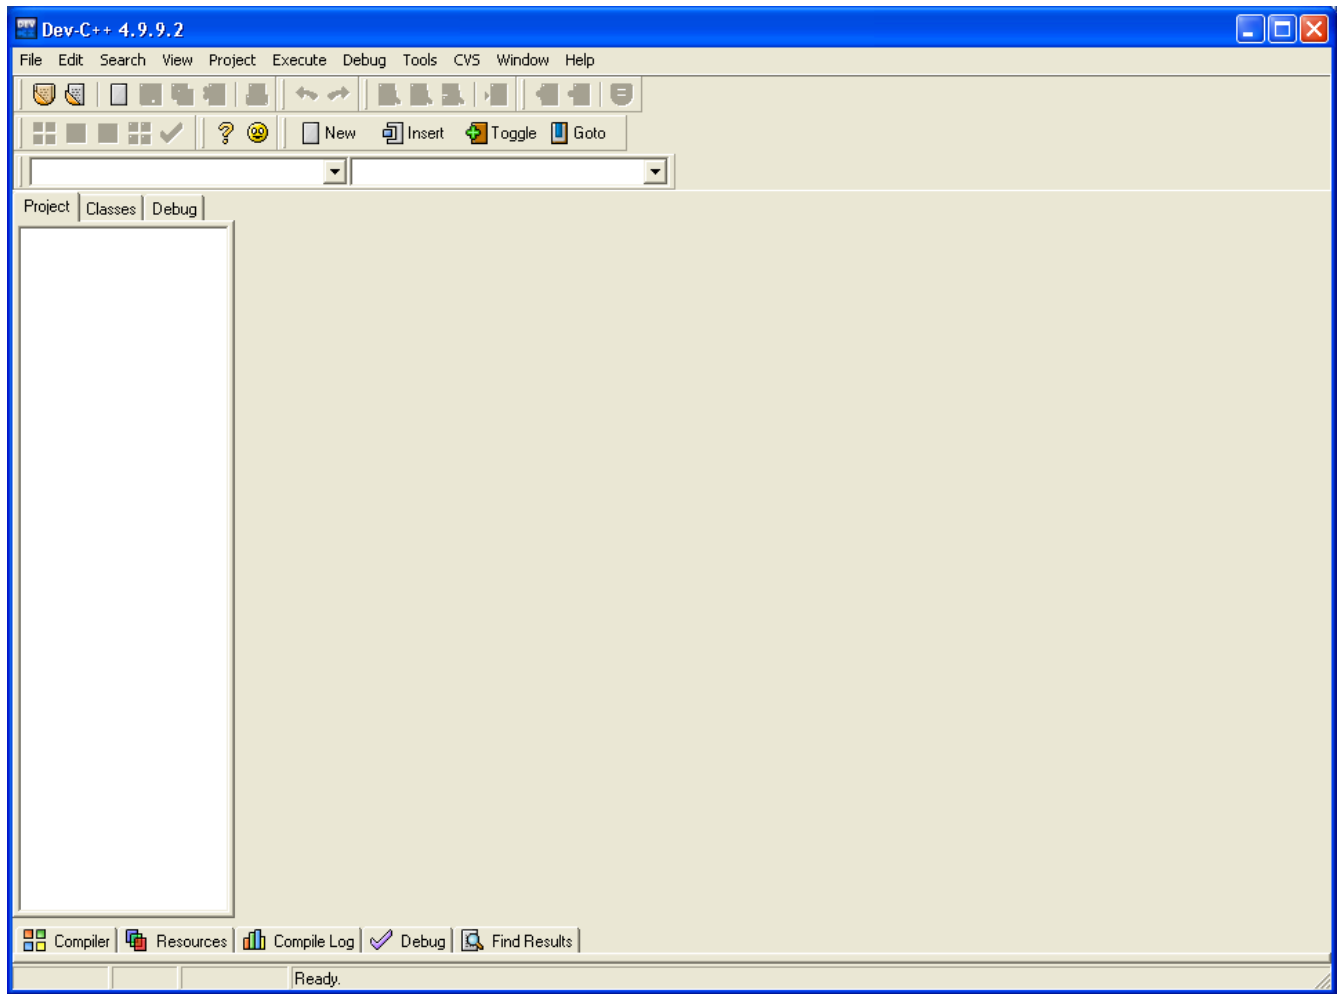 Dev-C++ 4.9.9.2
File Edit Search View Project Execute Debug Tools CVS Window Help
New Insert Toggle Goto
Project Classes Debug
Compiler Resources Compile Log Debug Find Results
Ready.